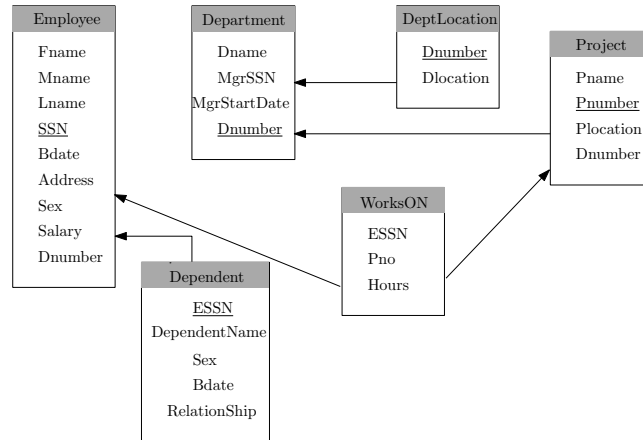 Employee
Fname
Mname
Lname
SSN
Bdate
Address
Sex
Salary
Dnumber
Department
Dname
MgrSSN
MgrStartDate
Dnumber
DeptLocation
Dnumber
Dlocation
Project
Pname
Pnumber
Plocation
Dnumber
WorksON
ESSN
Pno
Hours
Dependent
ESSN
DependentName
Sex
Bdate
RelationShip